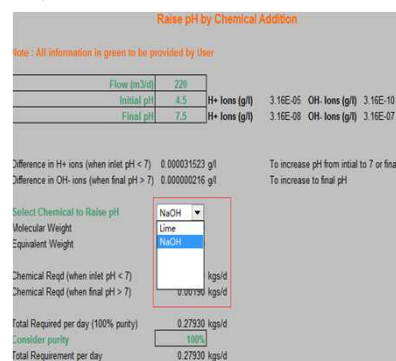 Raise pH by Chemical Addition
Note : All information in green to be provided by User
Flow (m3/d) 220
Initial pH 4.5 H+ Ions (g/l) 3.16E-05 OH- Ions (g/l) 3.16E-10
Final pH 7.5 H+ Ions (g/l) 3.16E-08 OH- Ions (g/l) 3.16E-07
Difference in H+ ions (when inlet pH < 7) 0.000031523 g/l To increase pH from intial to 7 or fina
Difference in OH- ions (when final pH > 7) 0.000000216 g/l To increase to final pH
Select Chemical to Raise pH NaOH
Molecular Weight Lime
Equivalent Weight NaOH
Chemical Reqd (when inlet pH < 7) kgs/d
Chemical Reqd (when final pH > 7) 0.00190 kgs/d
Total Required per day (100% purity) 0.27930 kgs/d
Consider purity 100%
Total Requirement per day 0.27930 kgs/d